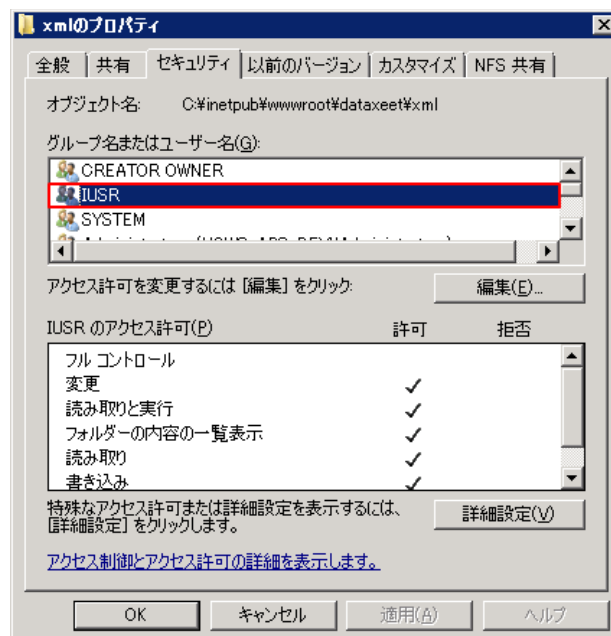 xmlのプロパティ
全般 共有 セキュリティ 以前のバージョン カスタマイズ NFS 共有
オブジェクト名: C:¥inetpub¥wwwroot¥dataxeet¥xml
グループ名またはユーザー名(G):
CREATOR OWNER
IUSR
SYSTEM
アクセス許可を変更するには [編集] をクリック:
編集(E)...
IUSR のアクセス許可(P) 許可 拒否
フル コントロール
変更
読み取りと実行
フォルダーの内容の一覧表示
読み取り
書き込み
特殊なアクセス許可または詳細設定を表示するには、
[詳細設定] をクリックします。
詳細設定(V)
アクセス制御とアクセス許可の詳細を表示します。
OK キャンセル 適用(A) ヘルプ